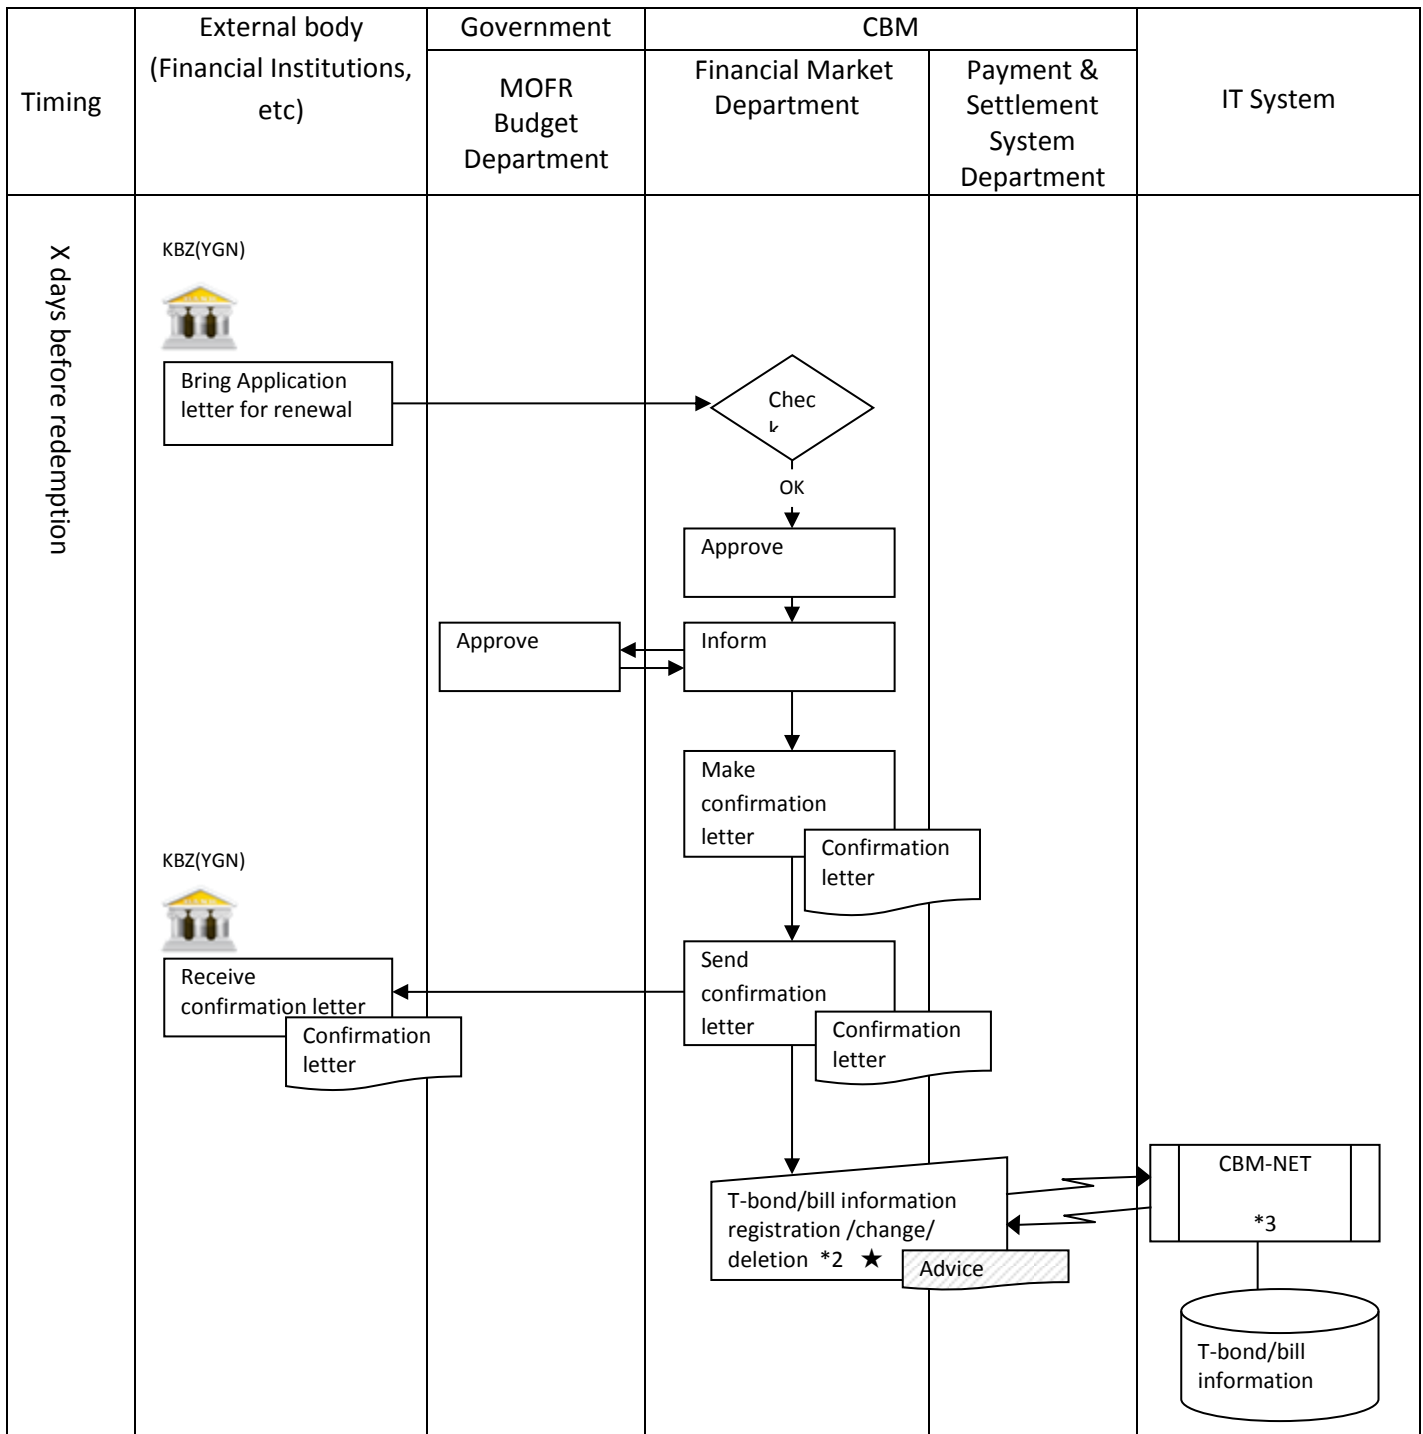 Timing
External body
(Financial Institutions,
etc)
Government
MOFR
Budget
Department
CBM
Financial Market
Department
Payment &
Settlement
System
Department
IT System
X days before redemption
KBZ(YGN)
Bring Application
letter for renewal
Chec
k
OK
Approve
Approve
Inform
Make
confirmation
letter
Confirmation
letter
KBZ(YGN)
Receive
confirmation letter
Confirmation
letter
Send
confirmation
letter
Confirmation
letter
T-bond/bill information
registration /change/
deletion *2 ★
Advice
CBM-NET
*3
T-bond/bill
information